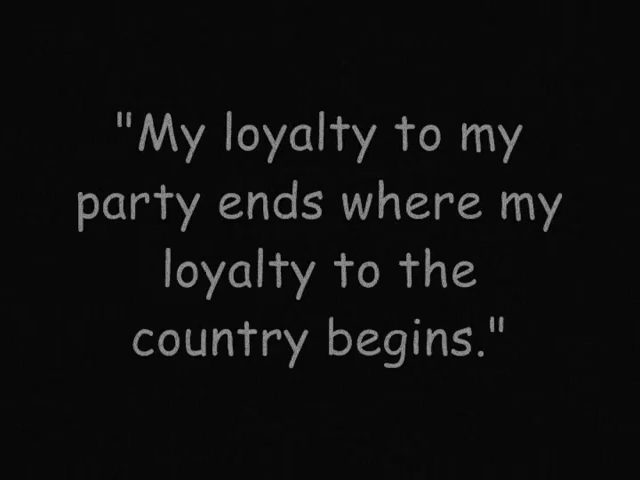 "My loyalty to my
party ends where my
loyalty to the
country begins."